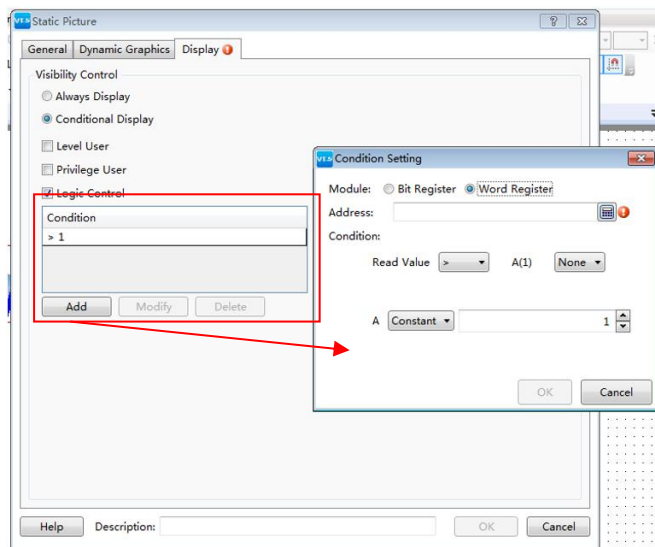 VI.s Static Picture
General Dynamic Graphics Display
Visibility Control
Always Display
Conditional Display
Level User
Privilege User
Logic Control
Condition
> 1
Add Modify Delete
Help Description: OK Cancel
Condition Setting
Module: Bit Register Word Register
Address:
Condition:
Read Value > A(1) None
A Constant 1
OK Cancel